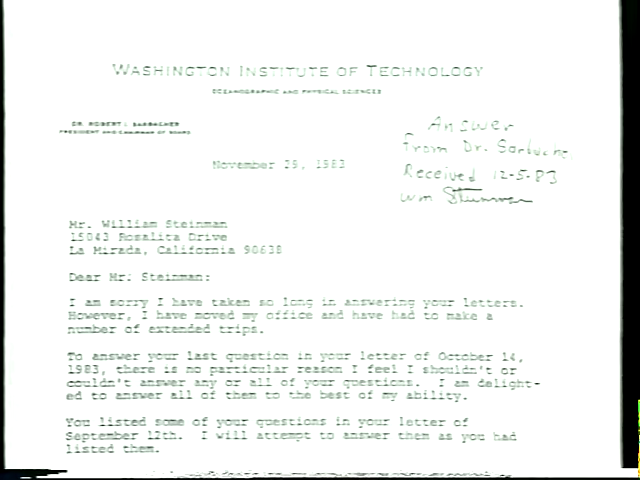 WASHINGTON INSTITUTE OF TECHNOLOGY
OCEANOGRAPHIC AND PHYSICAL SCIENCES
DR. ROBERT I. SARBACHER
PRESIDENT AND CHAIRMAN OF BOARD
Answer
From Dr. Sarbacher
Received 12-5-83
Wm Steinman
November 29, 1983
Mr. William Steinman
15043 Rosalita Drive
La Mirada, California 90638
Dear Mr. Steinman:
I am sorry I have taken so long in answering your letters.
However, I have moved my office and have had to make a
number of extended trips.
To answer your last question in your letter of October 14,
1983, there is no particular reason I feel I shouldn't or
couldn't answer any or all of your questions. I am delight-
ed to answer all of them to the best of my ability.
You listed some of your questions in your letter of
September 12th. I will attempt to answer them as you had
listed them.